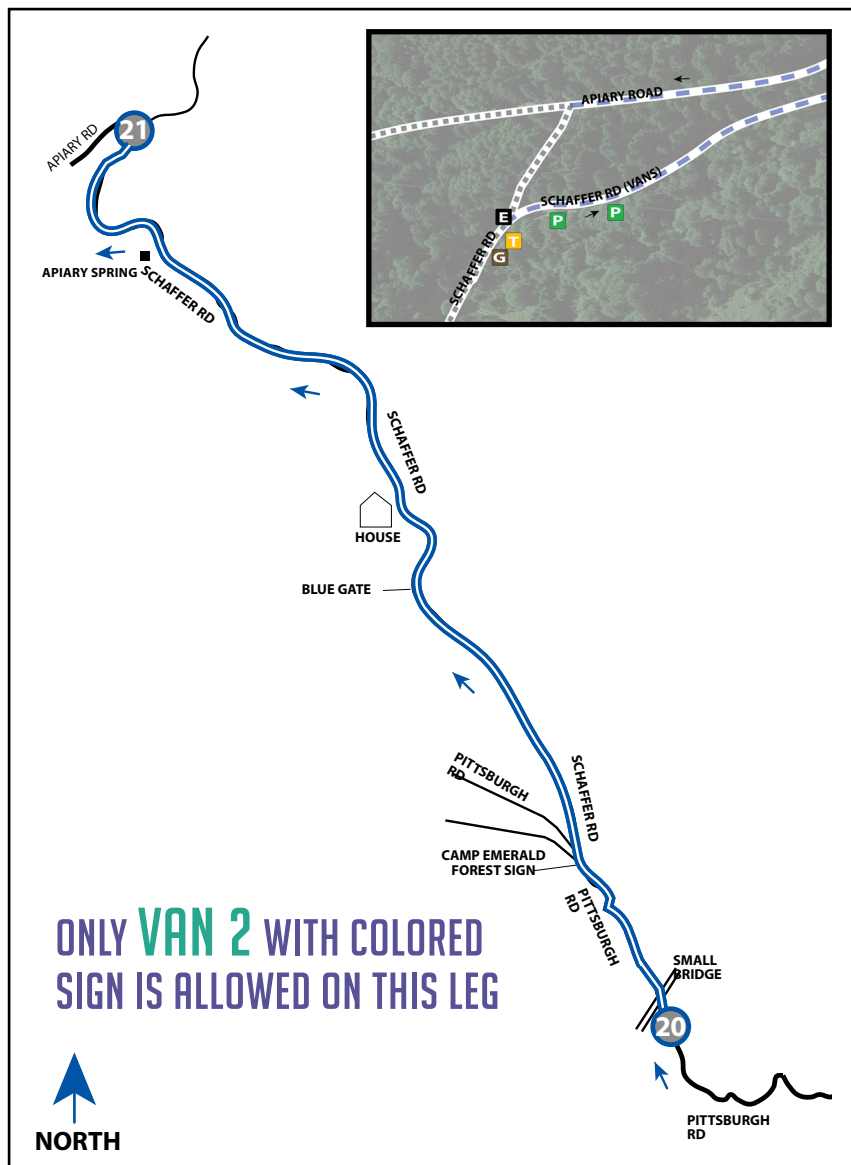 APIARY ROAD
SCHAFFER RD (VANS)
E
P
P
T
G
SCHAFFER RD
21
APIARY RD
APIARY SPRING
SCHAFFER RD
SCHAFFER RD
HOUSE
BLUE GATE
PITTSBURGH
RD
SCHAFFER RD
CAMP EMERALD
FOREST SIGN
PITTSBURGH
RD
SMALL
BRIDGE
20
PITTSBURGH
RD
ONLY VAN 2 WITH COLORED
SIGN IS ALLOWED ON THIS LEG
NORTH